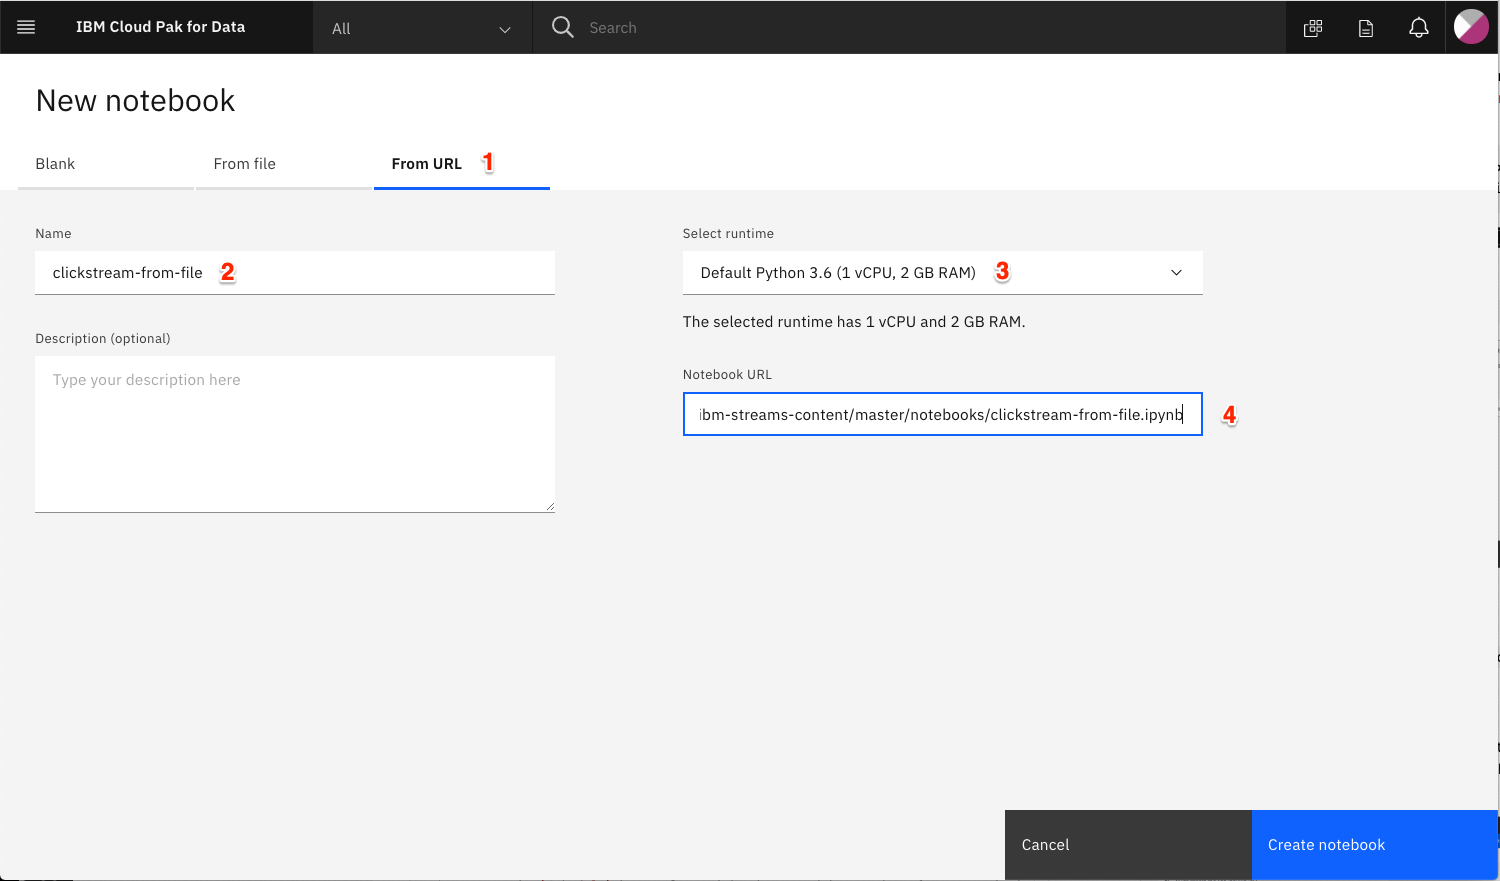 IBM Cloud Pak for Data
All
Search
New notebook
Blank
From file
From URL 1
Name
clickstream-from-file 2
Description (optional)
Type your description here
Select runtime
Default Python 3.6 (1 vCPU, 2 GB RAM) 3
The selected runtime has 1 vCPU and 2 GB RAM.
Notebook URL
ibm-streams-content/master/notebooks/clickstream-from-file.ipynb 4
Cancel
Create notebook